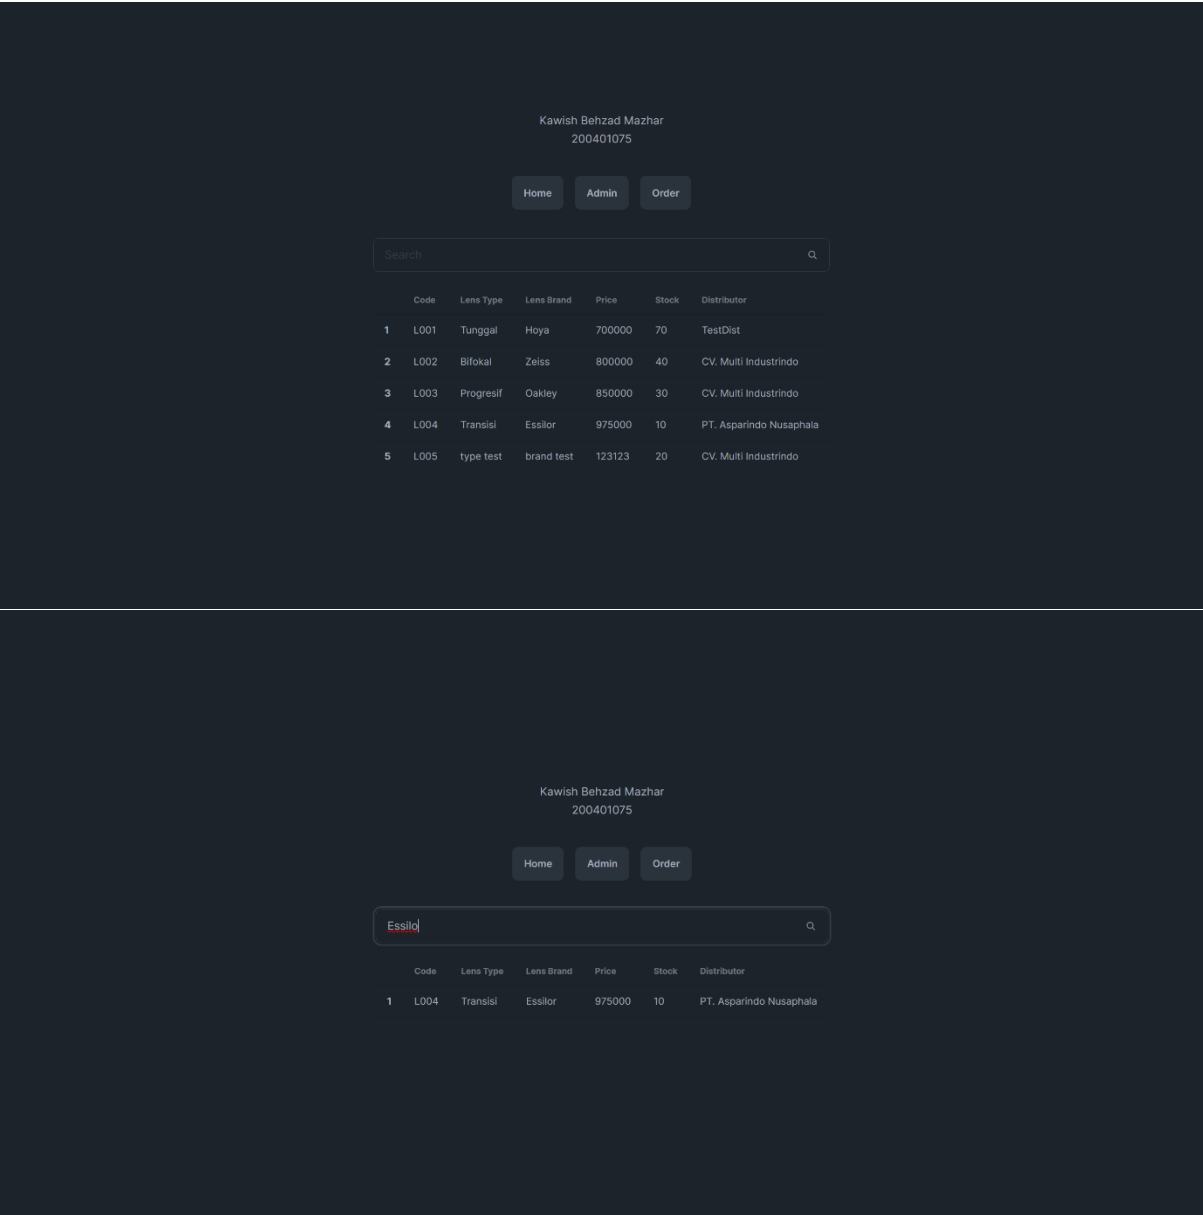 Kawish Behzad Mazhar
200401075
Home Admin Order
Search
Code Lens Type Lens Brand Price Stock Distributor
1 L001 Tunggal Hoya 700000 70 TestDist
2 L002 Bifokal Zeiss 800000 40 CV. Multi Industrindo
3 L003 Progresif Oakley 850000 30 CV. Multi Industrindo
4 L004 Transisi Essilor 975000 10 PT. Asparindo Nusaphala
5 L005 type test brand test 123123 20 CV. Multi Industrindo
Kawish Behzad Mazhar
200401075
Home Admin Order
Essilo
Code Lens Type Lens Brand Price Stock Distributor
1 L004 Transisi Essilor 975000 10 PT. Asparindo Nusaphala